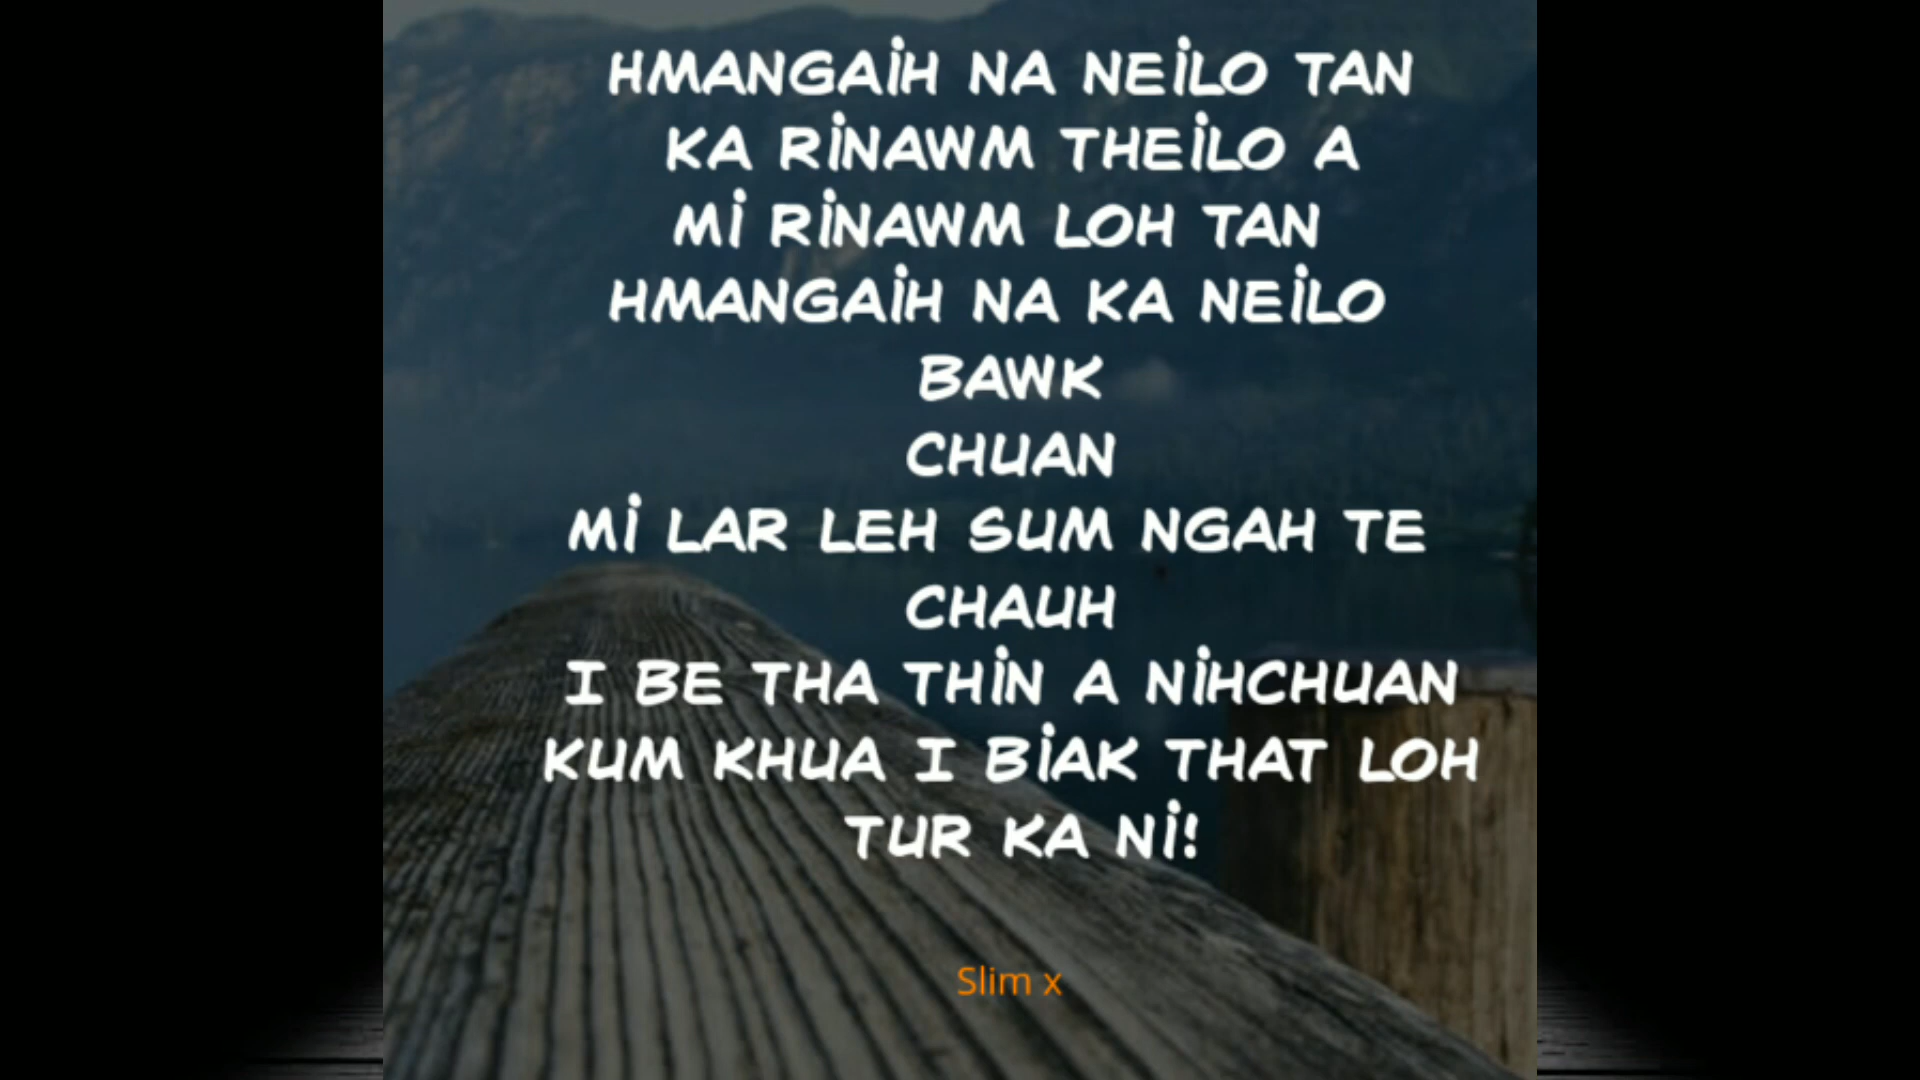 HMANGAIH NA NEILO TAN
KA RINAWM THEILO A
MI RINAWM LOH TAN
HMANGAIH NA KA NEILO
BAWK
CHUAN
MI LAR LEH SUM NGAH TE
CHAUH
I BE THA THIN A NIHCHUAN
KUM KHUA I BIAK THAT LOH
TUR KA NI!
Slim x